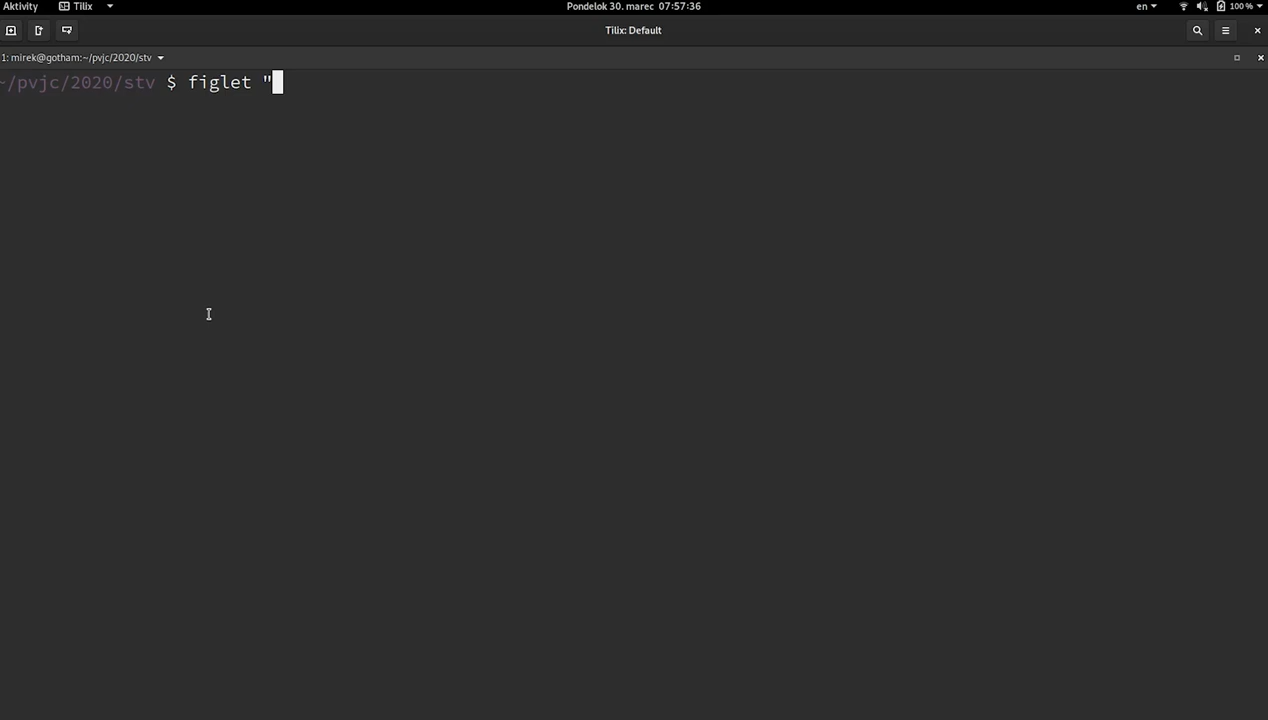 Aktivity Tilix Pondelok 30. marec 07:57:36 en 100 %
Tilix: Default
1: mirek@gotham:~/pvjc/2020/stv
~/pvjc/2020/stv $ figlet "